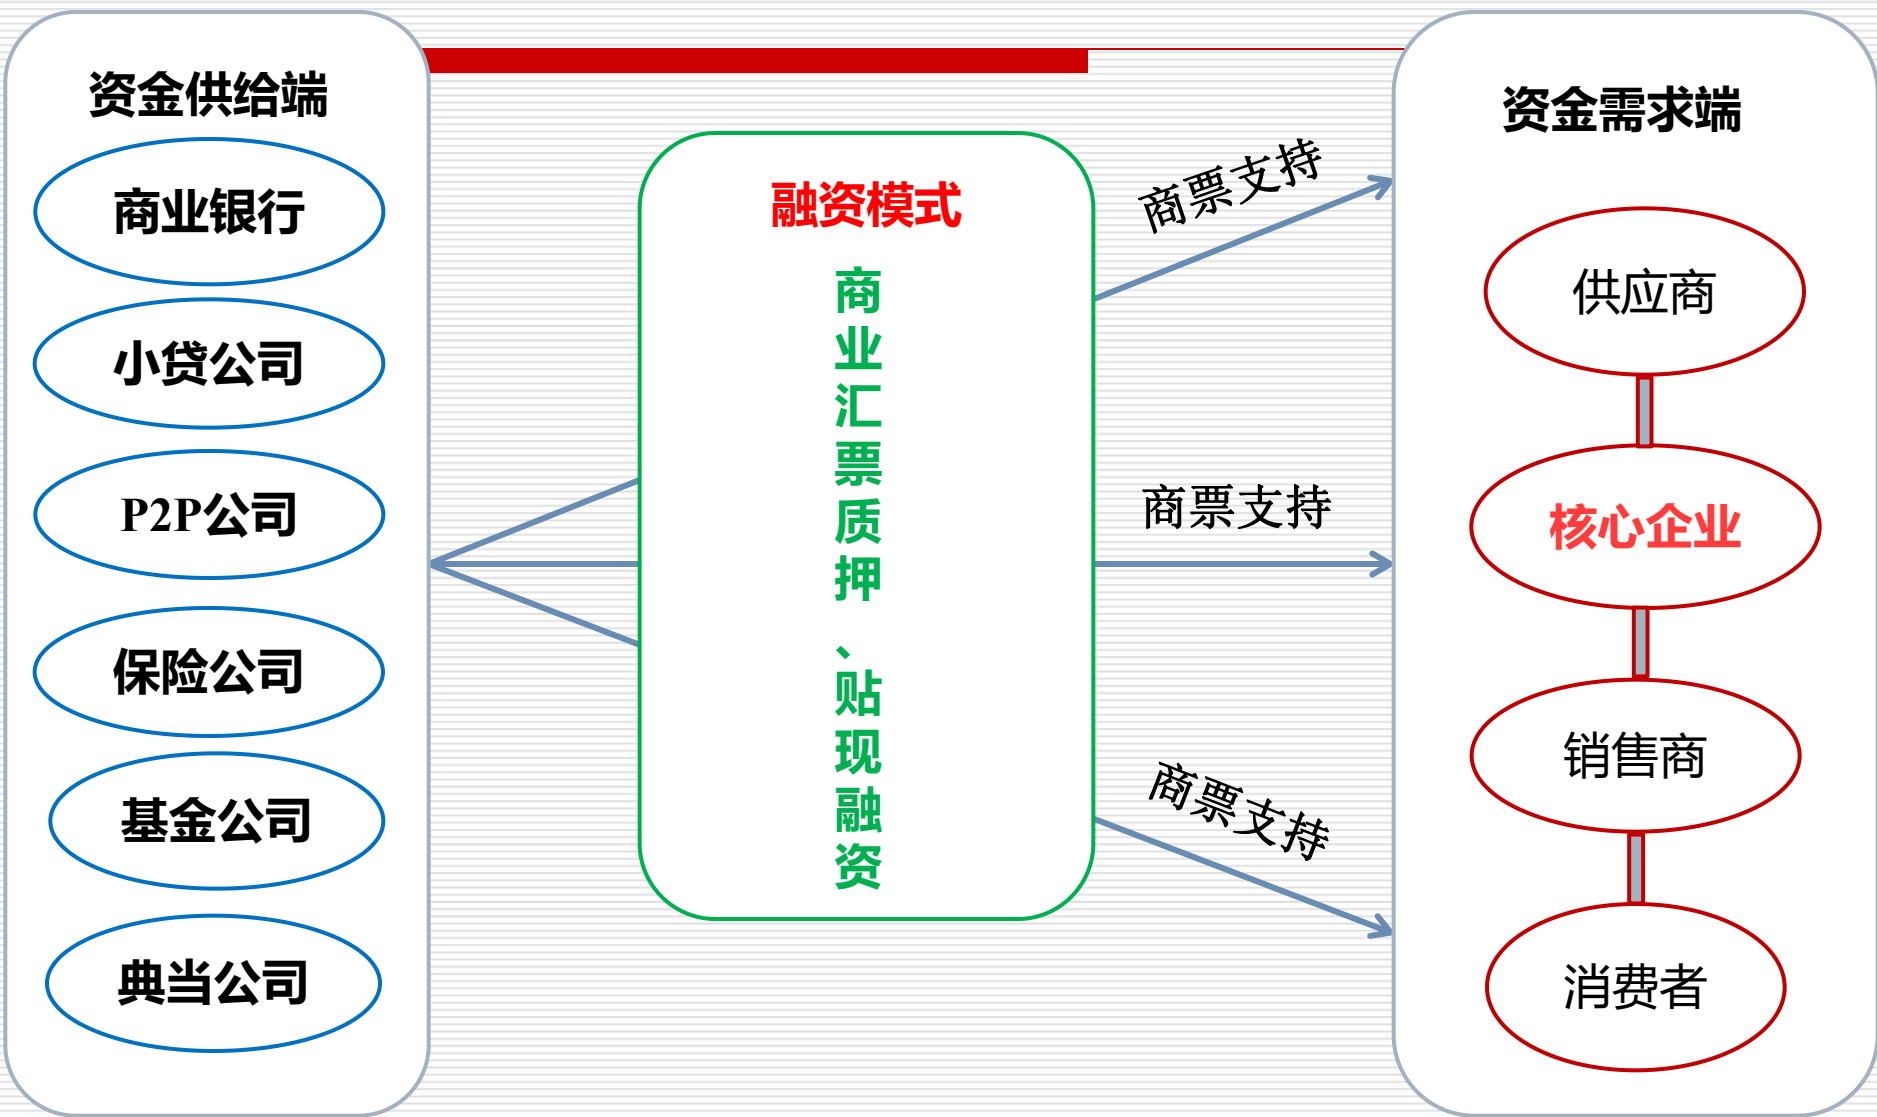 资金供给端
商业银行
小贷公司
P2P公司
保险公司
基金公司
典当公司
融资模式
商
业
汇
票
质
押
、
贴
现
融
资
商票支持
商票支持
商票支持
资金需求端
供应商
核心企业
销售商
消费者